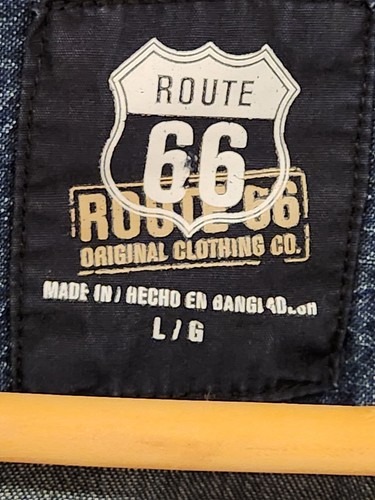 ROUTE
66
ROUTE 66
ORIGINAL CLOTHING CO.
MADE IN / HECHO EN BANGLADESH
L / G